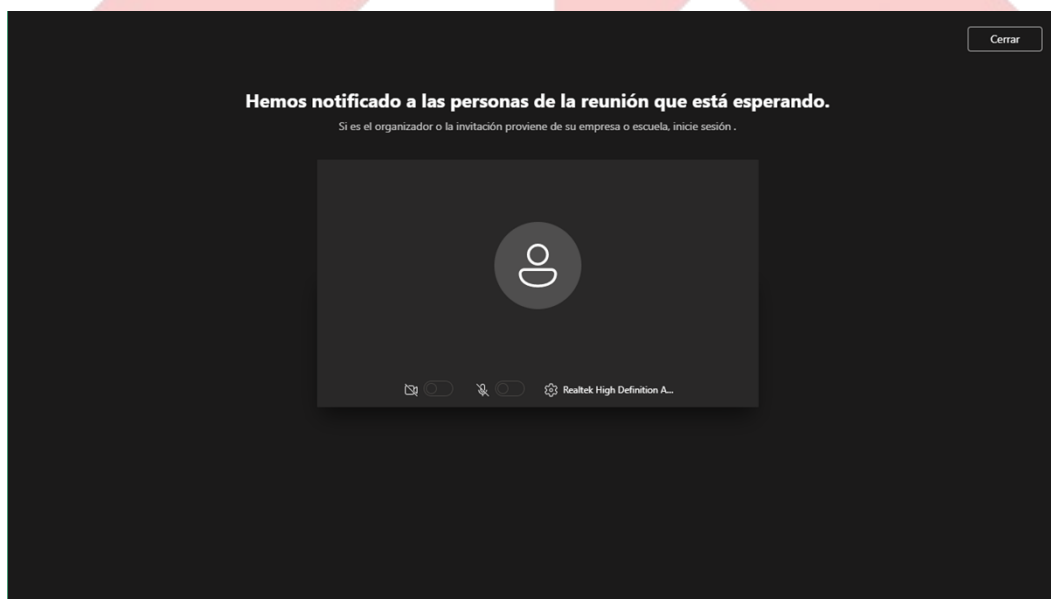 Cerrar
Hemos notificado a las personas de la reunión que está esperando.
Si es el organizador o la invitación proviene de su empresa o escuela, inicie sesión .
Realtek High Definition A...